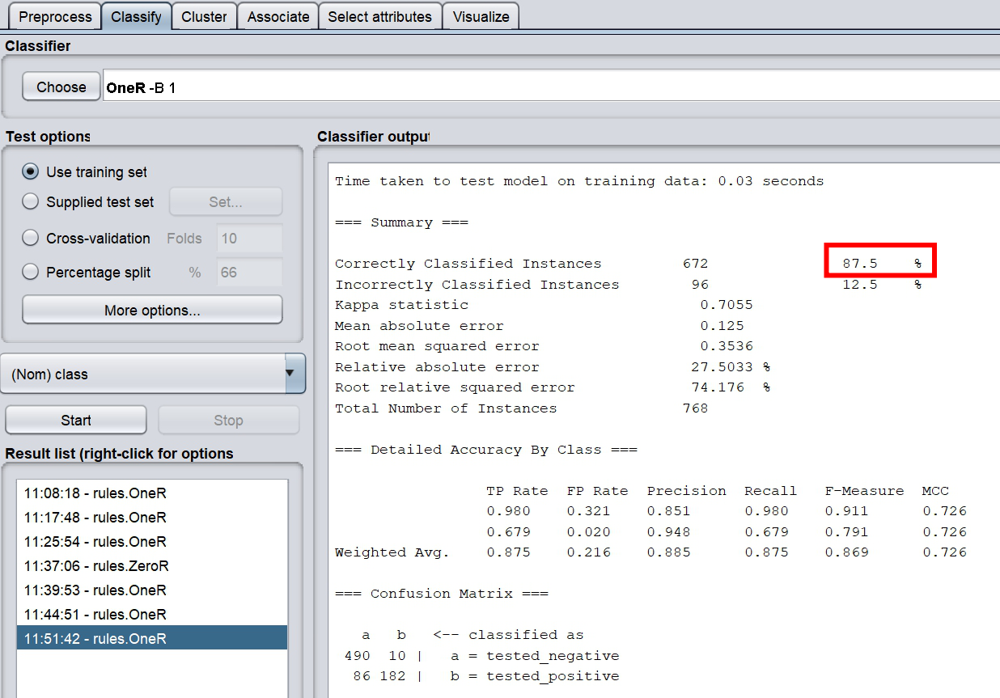 Preprocess Classify Cluster Associate Select attributes Visualize
Classifier
Choose OneR -B 1
Test options
Use training set
Supplied test set Set...
Cross-validation Folds 10
Percentage split % 66
More options...
(Nom) class
Start Stop
Result list (right-click for options
11:08:18 - rules.OneR
11:17:48 - rules.OneR
11:25:54 - rules.OneR
11:37:06 - rules.ZeroR
11:39:53 - rules.OneR
11:44:51 - rules.OneR
11:51:42 - rules.OneR
Classifier output
Time taken to test model on training data: 0.03 seconds
=== Summary ===
Correctly Classified Instances 672 87.5 %
Incorrectly Classified Instances 96 12.5 %
Kappa statistic 0.7055
Mean absolute error 0.125
Root mean squared error 0.3536
Relative absolute error 27.5033 %
Root relative squared error 74.176 %
Total Number of Instances 768
=== Detailed Accuracy By Class ===
TP Rate FP Rate Precision Recall F-Measure MCC
0.980 0.321 0.851 0.980 0.911 0.726
0.679 0.020 0.948 0.679 0.791 0.726
Weighted Avg. 0.875 0.216 0.885 0.875 0.869 0.726
=== Confusion Matrix ===
a b <-- classified as
490 10 | a = tested_negative
86 182 | b = tested_positive